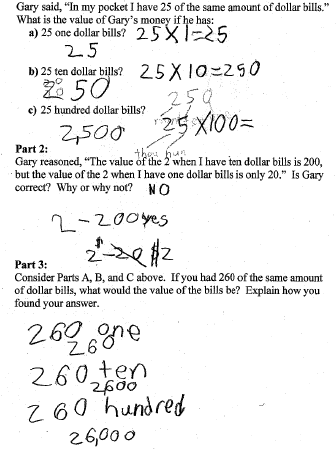 Gary said, “In my pocket I have 25 of the same amount of dollar bills.”
What is the value of Gary’s money if he has:
a) 25 one dollar bills? 25X1=25
25
b) 25 ten dollar bills? 25X10=250
250
c) 25 hundred dollar bills? 250
2,500 25X100=
Part 2: thou hun
Gary reasoned, “The value of the 2 when I have ten dollar bills is 200,
but the value of the 2 when I have one dollar bills is only 20.” Is Gary
correct? Why or why not? NO
2-200yes
2-20 $2
Part 3:
Consider Parts A, B, and C above. If you had 260 of the same amount
of dollar bills, what would the value of the bills be? Explain how you
found your answer.
260 one
260
260 ten
2600
260 hundred
26,000